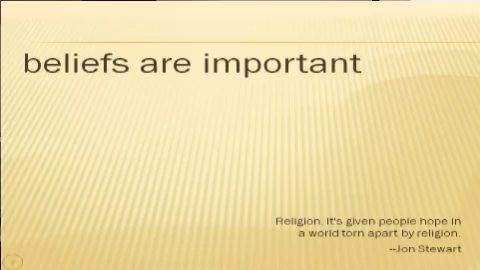 beliefs are important
Religion. It's given people hope in
a world torn apart by religion.
--Jon Stewart